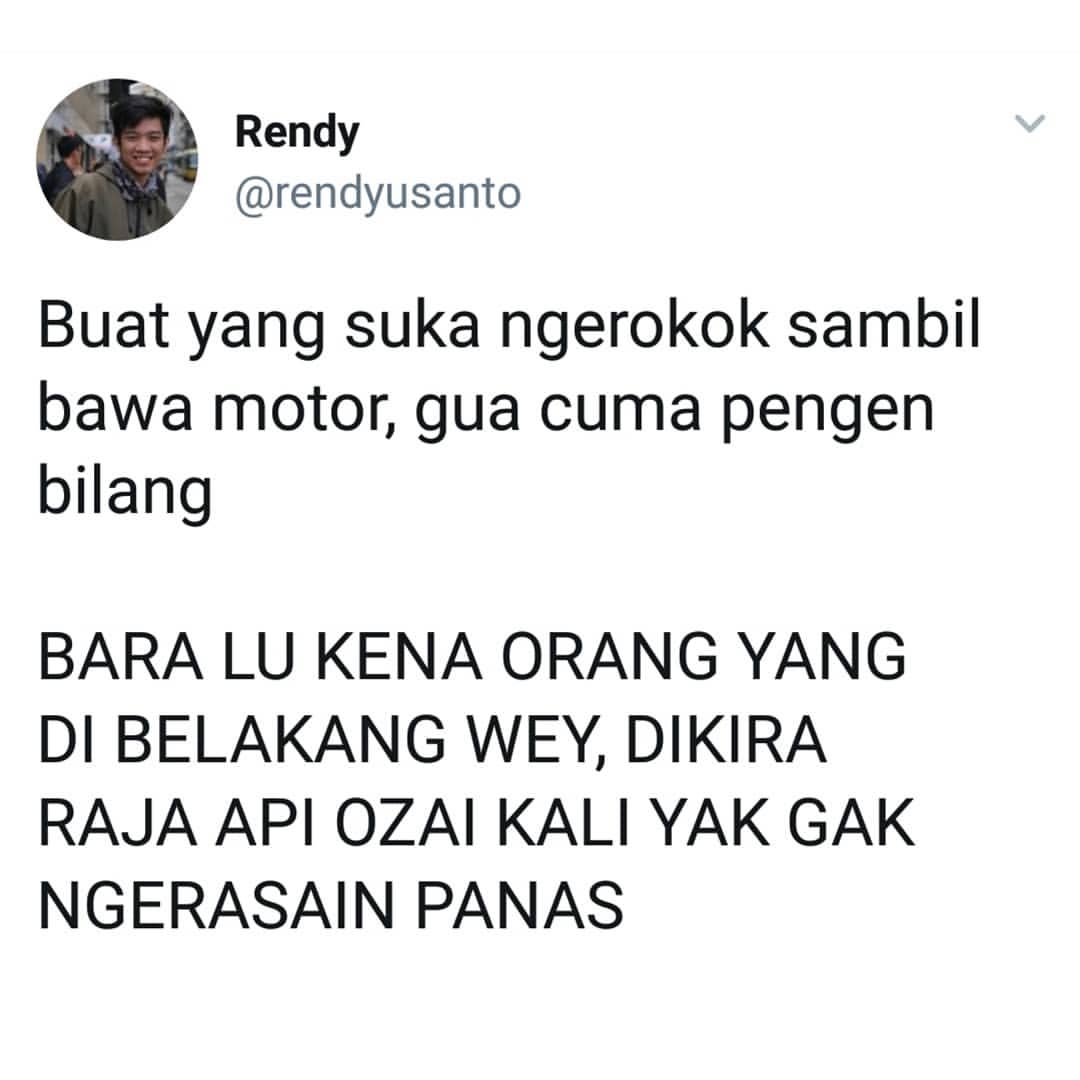 Rendy
@rendyusanto
Buat yang suka ngerokok sambil
bawa motor, gua cuma pengen
bilang
BARA LU KENA ORANG YANG
DI BELAKANG WEY, DIKIRA
RAJA API OZAI KALI YAK GAK
NGERASAIN PANAS